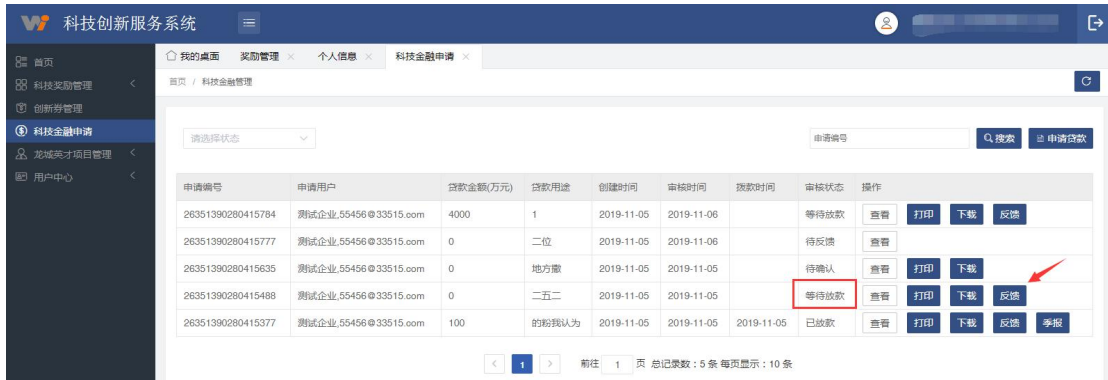 科技创新服务系统
首页
科技奖励管理
创新券管理
科技金融申请
龙城英才项目管理
用户中心
我的桌面 奖励管理 × 个人信息 × 科技金融申请 ×
首页 / 科技金融管理
请选择状态 申请编号 搜索 申请贷款
申请编号 申请用户 贷款金额(万元) 贷款用途 创建时间 审核时间 拨款时间 审核状态 操作
26351390280415784 测试企业,55456@33515.com 4000 1 2019-11-05 2019-11-06 等待放款 查看 打印 下载 反馈
26351390280415777 测试企业,55456@33515.com 0 二位 2019-11-05 2019-11-06 待反馈 查看
26351390280415635 测试企业,55456@33515.com 0 地方撒 2019-11-05 2019-11-05 待确认 查看 打印 下载
26351390280415488 测试企业,55456@33515.com 0 二五二 2019-11-05 2019-11-05 等待放款 查看 打印 下载 反馈
26351390280415377 测试企业,55456@33515.com 100 的粉我认为 2019-11-05 2019-11-05 2019-11-05 已放款 查看 打印 下载 反馈 季报
< 1 > 前往 1 页 总记录数：5 条 每页显示：10 条